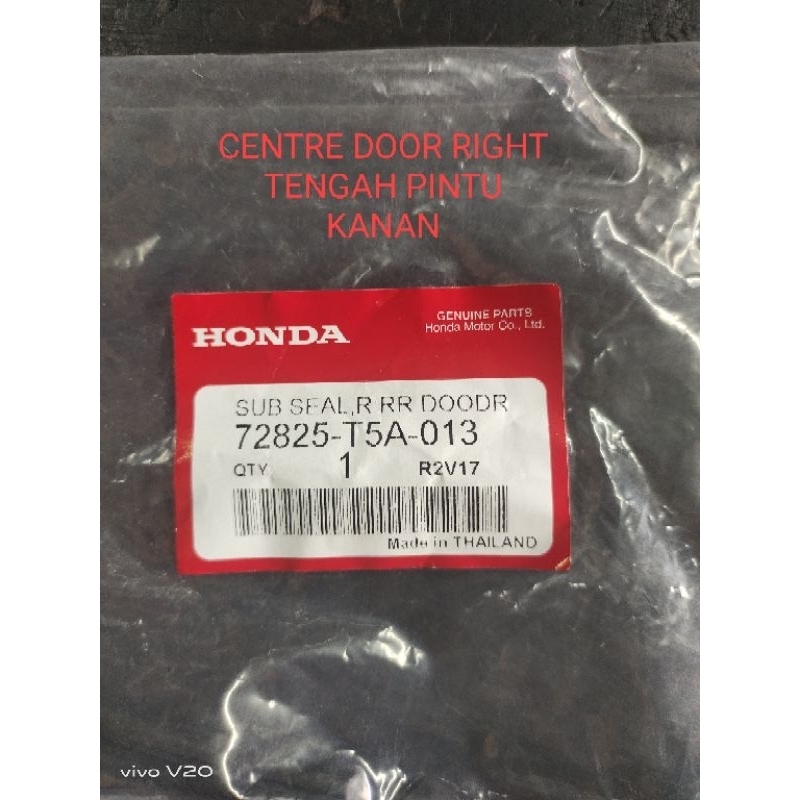 CENTRE DOOR RIGHT
TENGAH PINTU
KANAN
HONDA
GENUINE PARTS
Honda Motor Co., Ltd.
SUB SEAL,R RR DOODR
72825-T5A-013
QTY 1 R2V17
Made in THAILAND
vivo V20